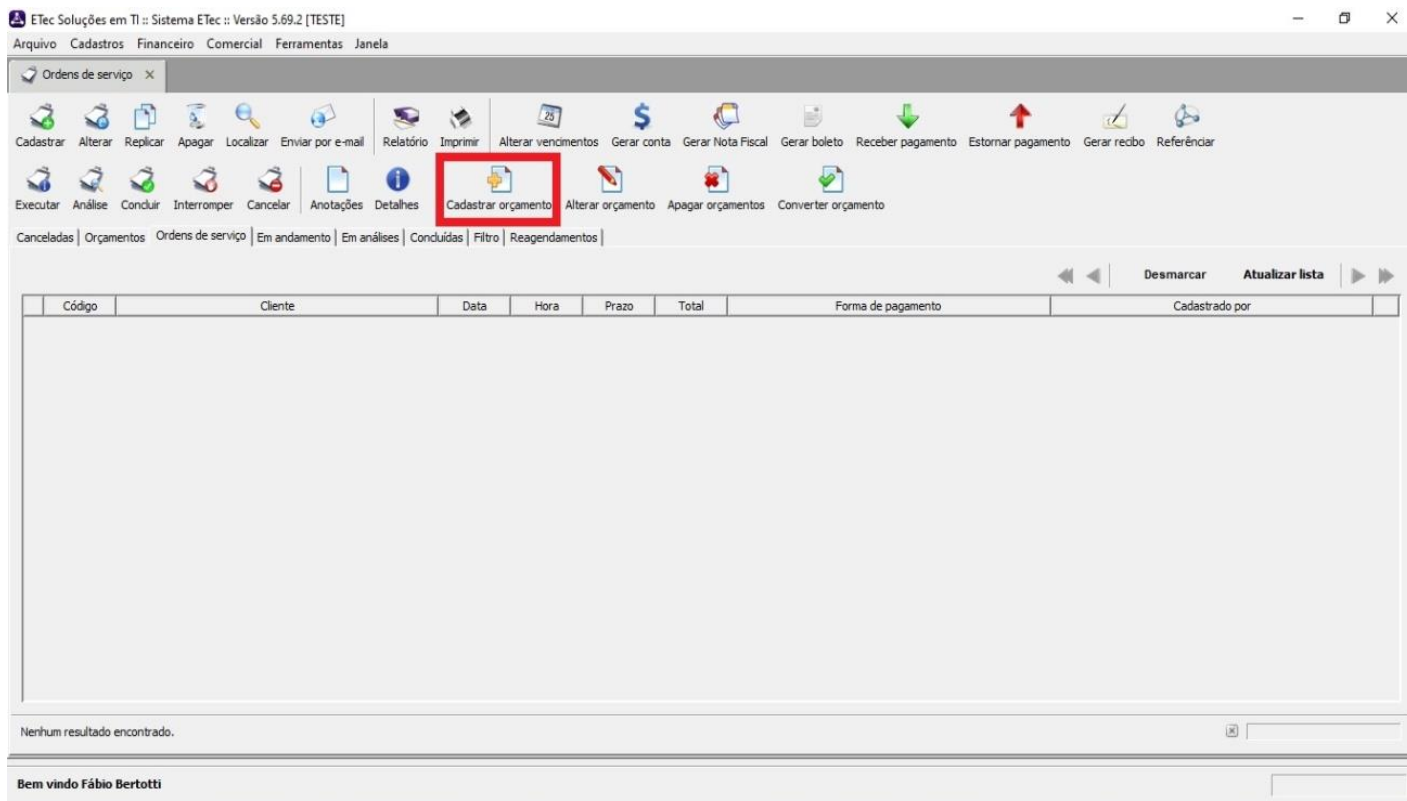 ETec Soluções em TI :: Sistema ETec :: Versão 5.69.2 [TESTE]
Arquivo Cadastros Financeiro Comercial Ferramentas Janela
Ordens de serviço
Cadastrar Alterar Replicar Apagar Localizar Enviar por e-mail Relatório Imprimir Alterar vencimentos Gerar conta Gerar Nota Fiscal Gerar boleto Receber pagamento Estornar pagamento Gerar recibo Referênciar
Executar Análise Concluir Interromper Cancelar Anotações Detalhes Cadastrar orçamento Alterar orçamento Apagar orçamentos Converter orçamento
Canceladas Orçamentos Ordens de serviço Em andamento Em análises Concluídas Filtro Reagendamentos
Desmarcar Atualizar lista
Código Cliente Data Hora Prazo Total Forma de pagamento Cadastrado por
Nenhum resultado encontrado.
Bem vindo Fábio Bertotti